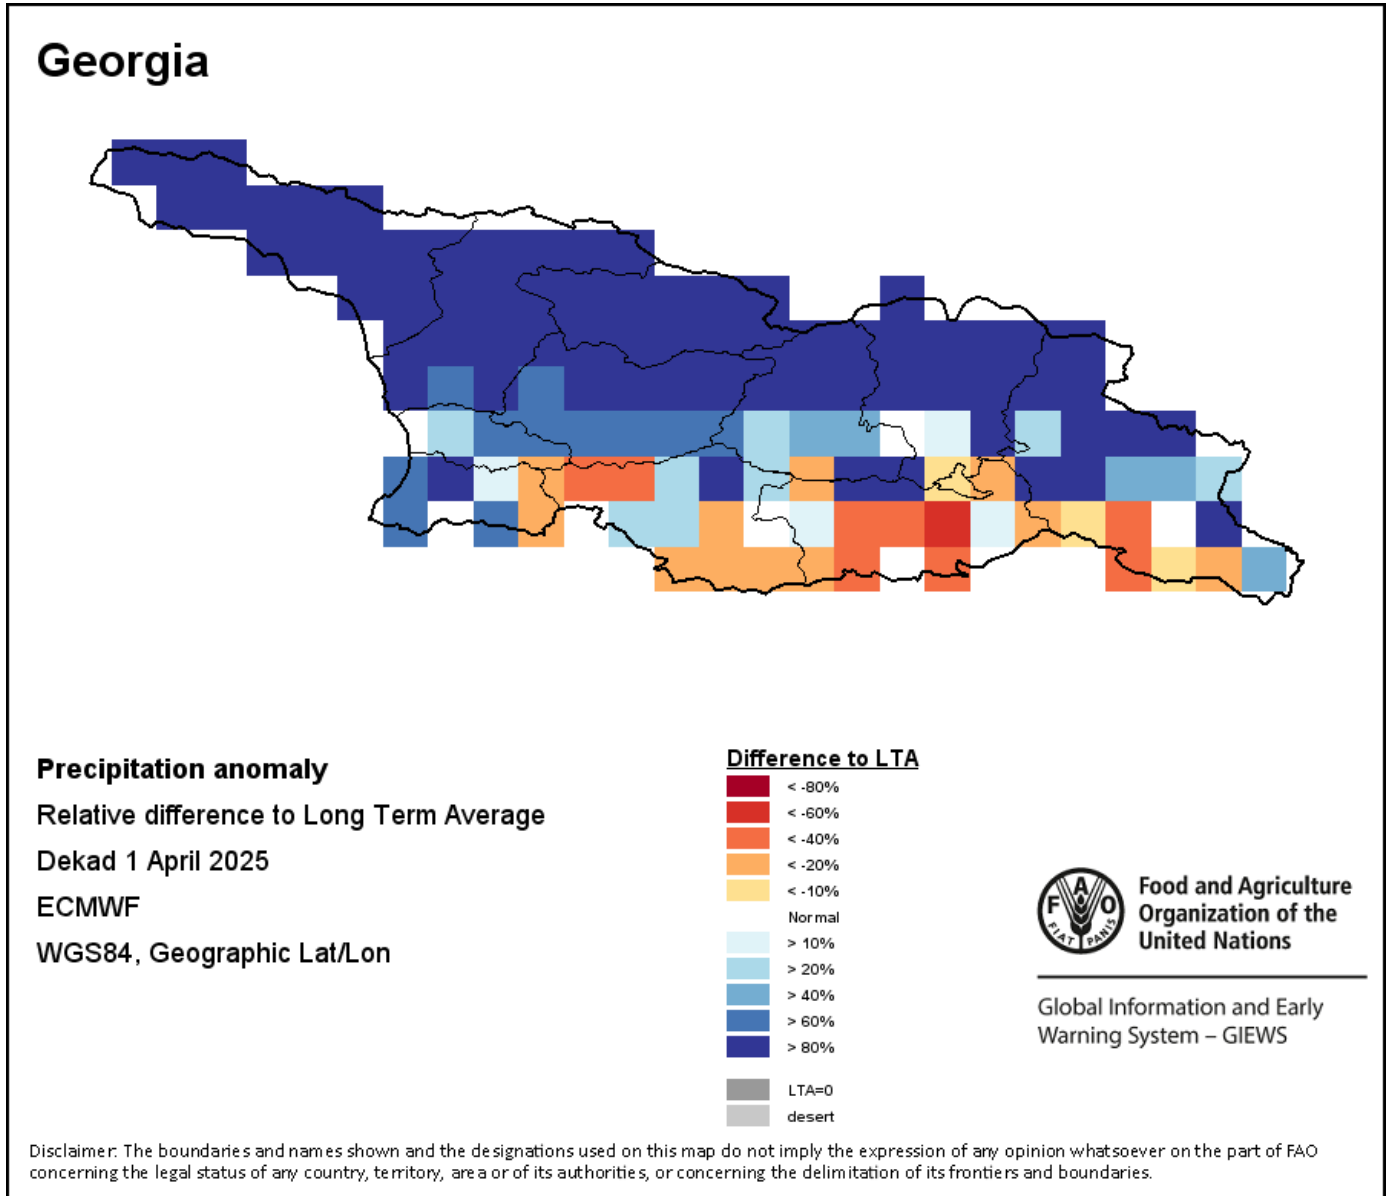 Georgia
Precipitation anomaly
Relative difference to Long Term Average
Dekad 1 April 2025
ECMWF
WGS84, Geographic Lat/Lon
Difference to LTA
< -80%
< -60%
< -40%
< -20%
< -10%
Normal
> 10%
> 20%
> 40%
> 60%
> 80%
LTA=0
desert
F A O
FIAT PANIS
Food and Agriculture
Organization of the
United Nations
Global Information and Early
Warning System – GIEWS
Disclaimer: The boundaries and names shown and the designations used on this map do not imply the expression of any opinion whatsoever on the part of FAO
concerning the legal status of any country, territory, area or of its authorities, or concerning the delimitation of its frontiers and boundaries.